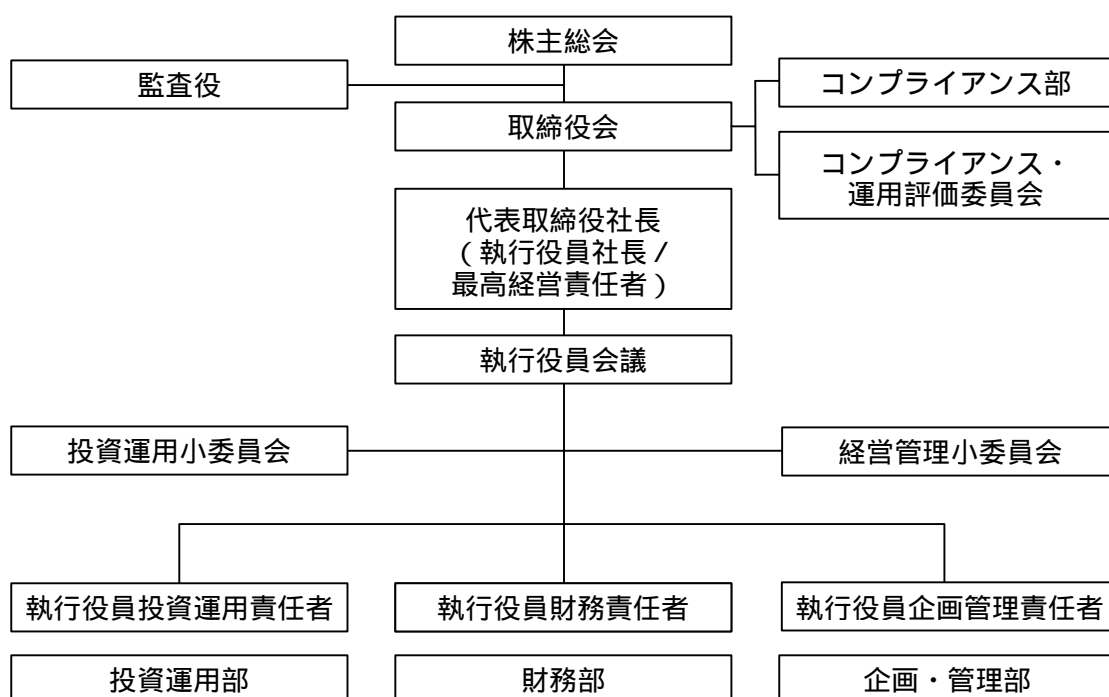 株主総会
監査役
コンプライアンス部
取締役会
コンプライアンス・
運用評価委員会
代表取締役社長
(執行役員社長/
最高経営責任者)
執行役員会議
投資運用小委員会
経営管理小委員会
執行役員投資運用責任者
執行役員財務責任者
執行役員企画管理責任者
投資運用部
財務部
企画・管理部